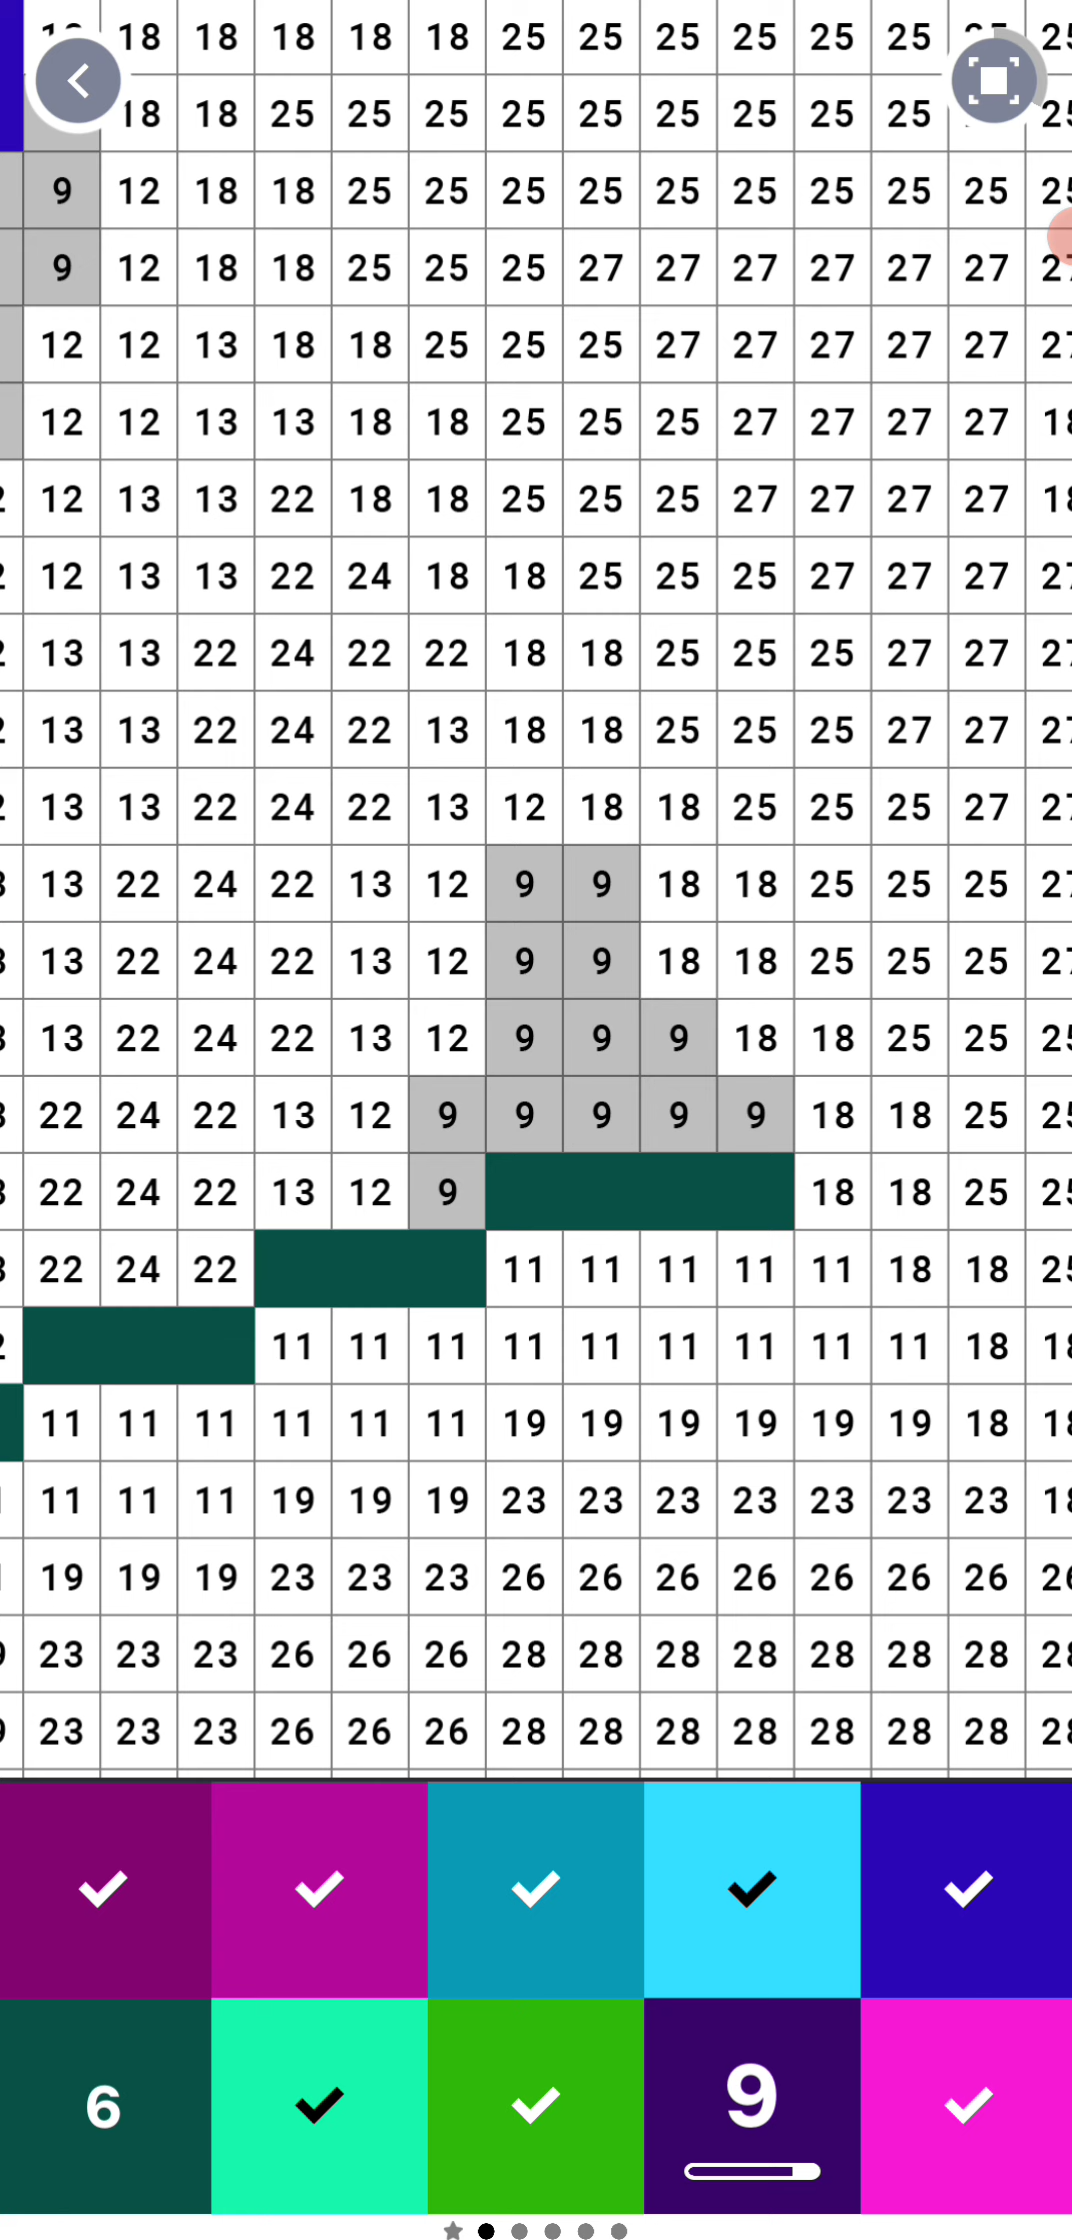 18 18 18 18 18 25 25 25 25 25 25
18 18 25 25 25 25 25 25 25 25 25
9 12 18 18 25 25 25 25 25 25 25 25 25
9 12 18 18 25 25 25 27 27 27 27 27 27
12 12 13 18 18 25 25 25 27 27 27 27 27
12 12 13 13 18 18 25 25 25 27 27 27 27
12 13 13 22 18 18 25 25 25 27 27 27 27
12 13 13 22 24 18 18 25 25 25 27 27 27
13 13 22 24 22 22 18 18 25 25 25 27 27
13 13 22 24 22 13 18 18 25 25 25 27 27
13 13 22 24 22 13 12 18 18 25 25 25 27
13 22 24 22 13 12 9 9 18 18 25 25 25
13 22 24 22 13 12 9 9 18 18 25 25 25
13 22 24 22 13 12 9 9 9 18 18 25 25
22 24 22 13 12 9 9 9 9 9 18 18 25
22 24 22 13 12 9 18 18 25
22 24 22 11 11 11 11 11 18 18
11 11 11 11 11 11 11 11 11 18
11 11 11 11 11 11 19 19 19 19 19 19 18
11 11 11 19 19 19 23 23 23 23 23 23 23
19 19 19 23 23 23 26 26 26 26 26 26 26
23 23 23 26 26 26 28 28 28 28 28 28 28
23 23 23 26 26 26 28 28 28 28 28 28 28
6 9